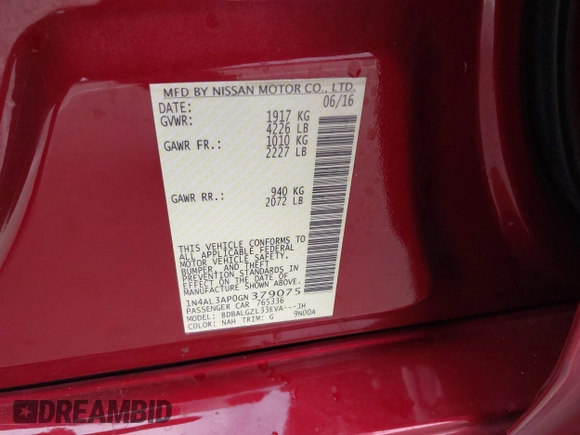 MFD BY NISSAN MOTOR CO., LTD.
DATE: 06/16
GVWR: 1917 KG
4226 LB
GAWR FR.: 1010 KG
2227 LB
GAWR RR.: 940 KG
2072 LB
THIS VEHICLE CONFORMS TO
ALL APPLICABLE FEDERAL
MOTOR VEHICLE SAFETY,
BUMPER, AND THEFT
PREVENTION STANDARDS IN
EFFECT ON THE DATE OF
MANUFACTURE SHOWN ABOVE.
1N4AL3AP0GN379075
PASSENGER CAR 765336
MODEL: BDBALGZL33EVA---JH
COLOR: NAH TRIM: G 9N00A
DREAMBID